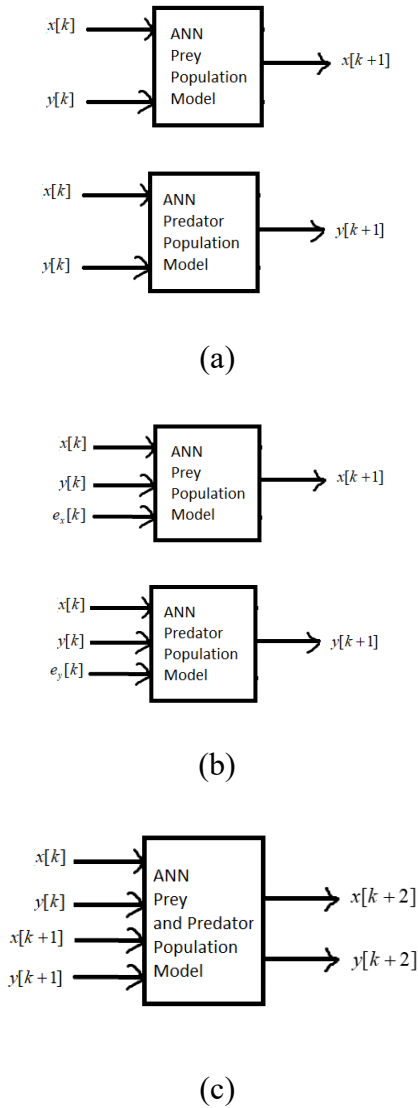 x[k]
y[k]
ANN
Prey
Population
Model
x[k+1]
x[k]
y[k]
ANN
Predator
Population
Model
y[k+1]
(a)
x[k]
y[k]
e_x[k]
ANN
Prey
Population
Model
x[k+1]
x[k]
y[k]
e_y[k]
ANN
Predator
Population
Model
y[k+1]
(b)
x[k]
y[k]
x[k+1]
y[k+1]
ANN
Prey
and Predator
Population
Model
x[k+2]
y[k+2]
(c)